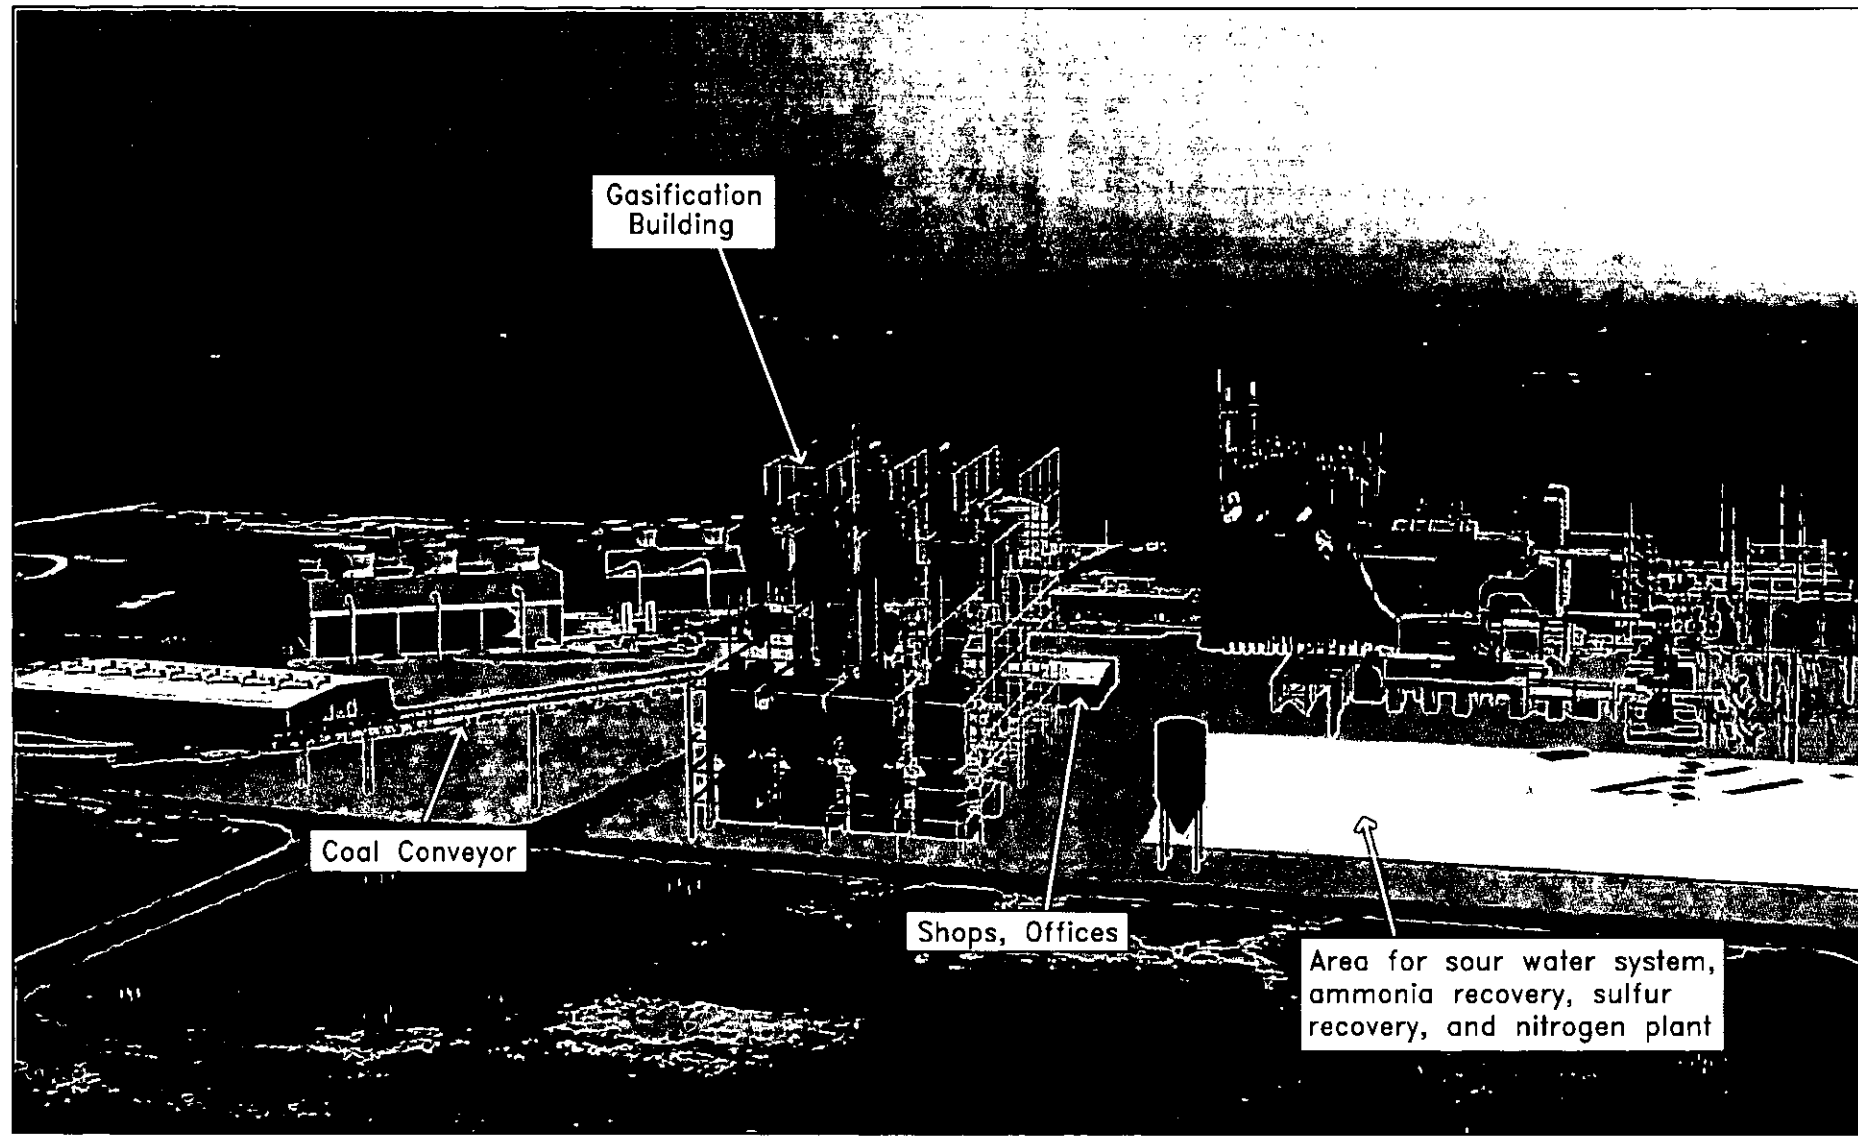 Gasification
Building
Coal Conveyor
Shops, Offices
Area for sour water system,
ammonia recovery, sulfur
recovery, and nitrogen plant